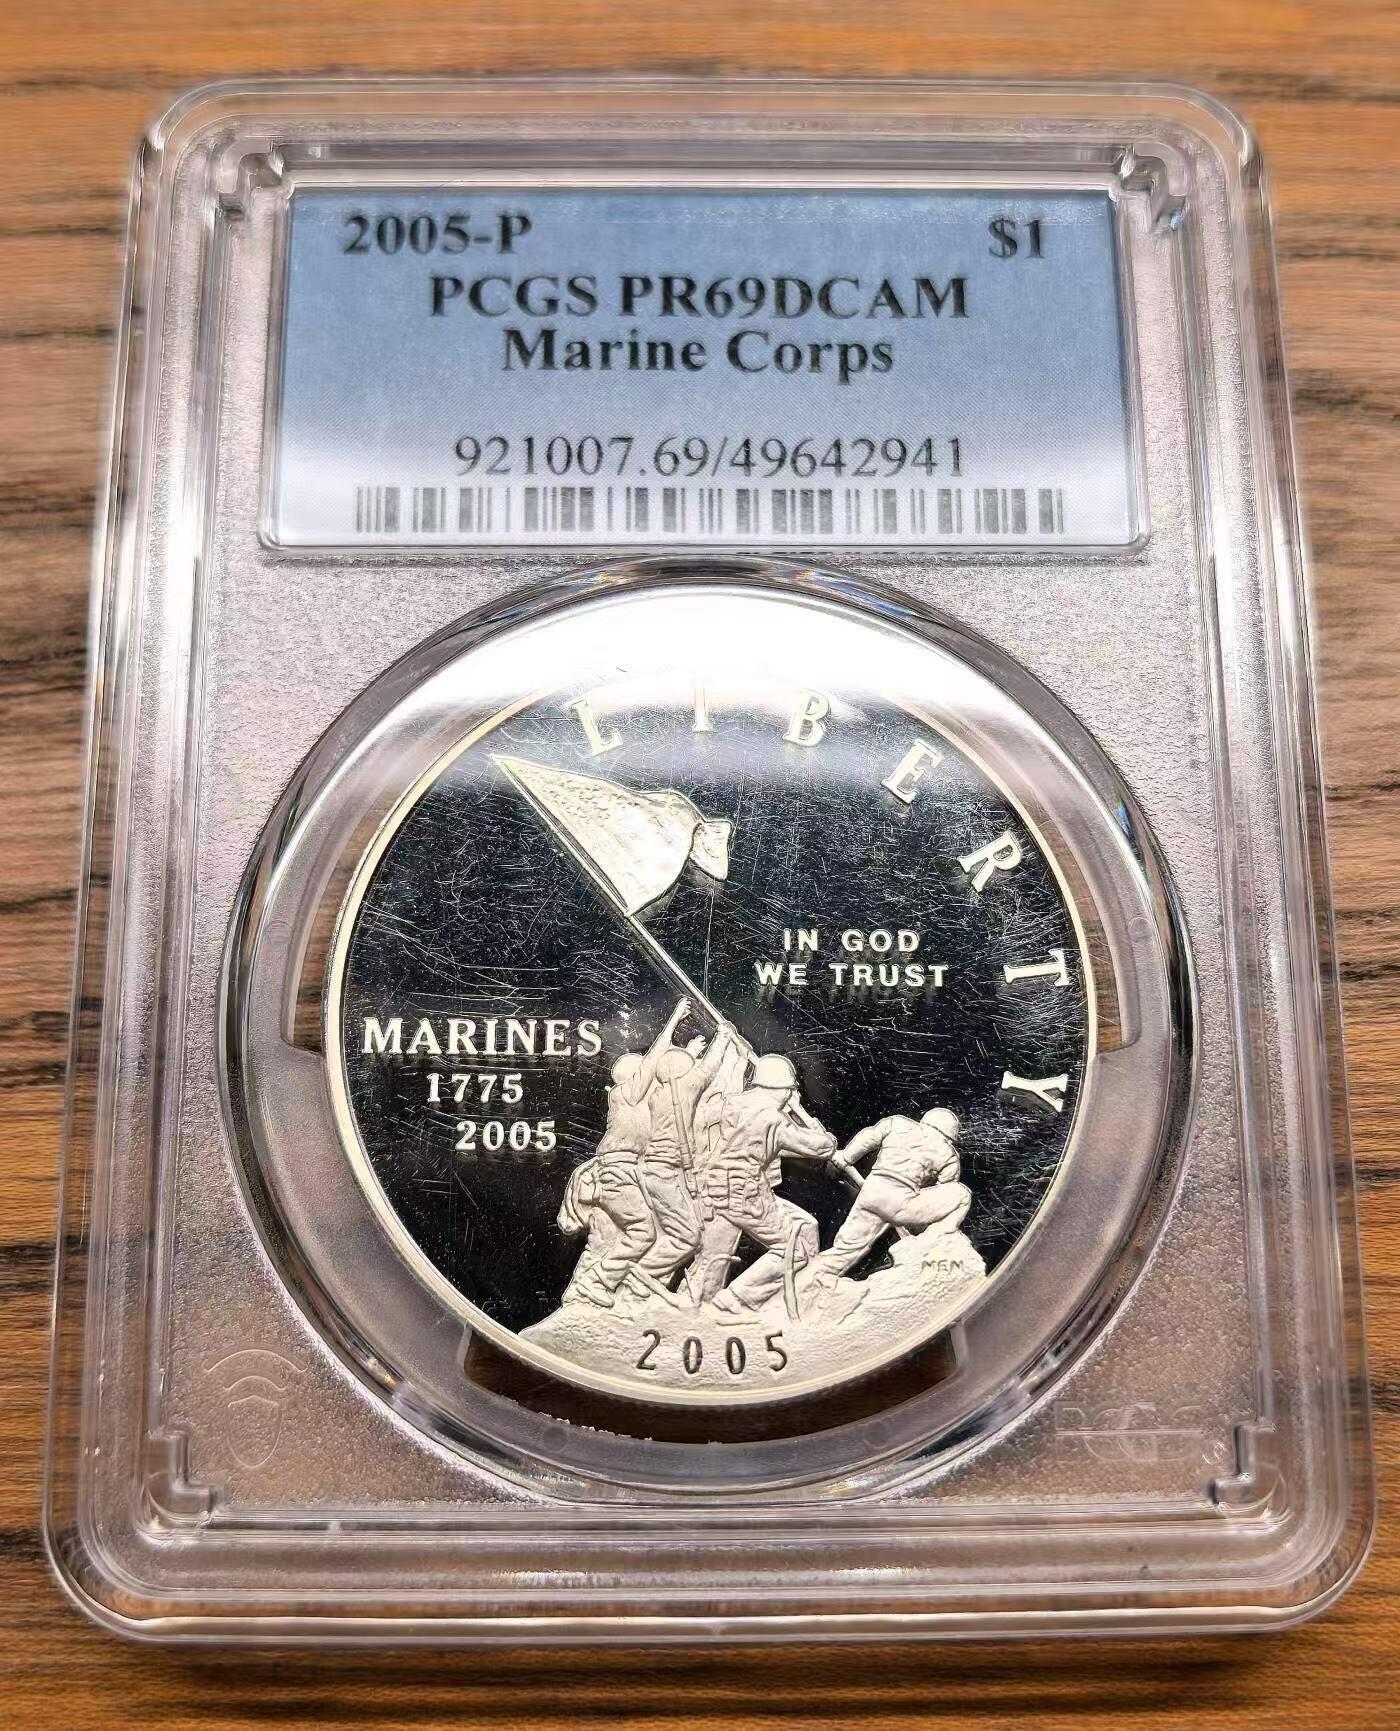 2005-P $1
PCGS PR69DCAM
Marine Corps
921007.69/49642941
LIBERTY
IN GOD
WE TRUST
MARINES
1775
2005
MEM
2005
PCGS